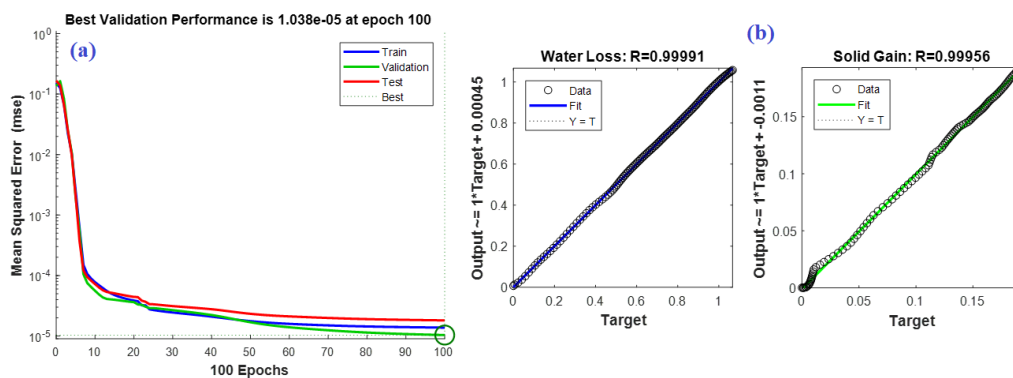 Best Validation Performance is 1.038e-05 at epoch 100
(a)
Train
Validation
Test
Best
Mean Squared Error (mse)
10^0
10^-1
10^-2
10^-3
10^-4
10^-5
0 10 20 30 40 50 60 70 80 90 100
100 Epochs
(b)
Water Loss: R=0.99991
Data
Fit
Y = T
Output ~= 1*Target + 0.00045
1
0.8
0.6
0.4
0.2
0
0 0.2 0.4 0.6 0.8 1
Target
Solid Gain: R=0.99956
Data
Fit
Y = T
Output ~= 1*Target + -0.0011
0.15
0.1
0.05
0
0 0.05 0.1 0.15
Target